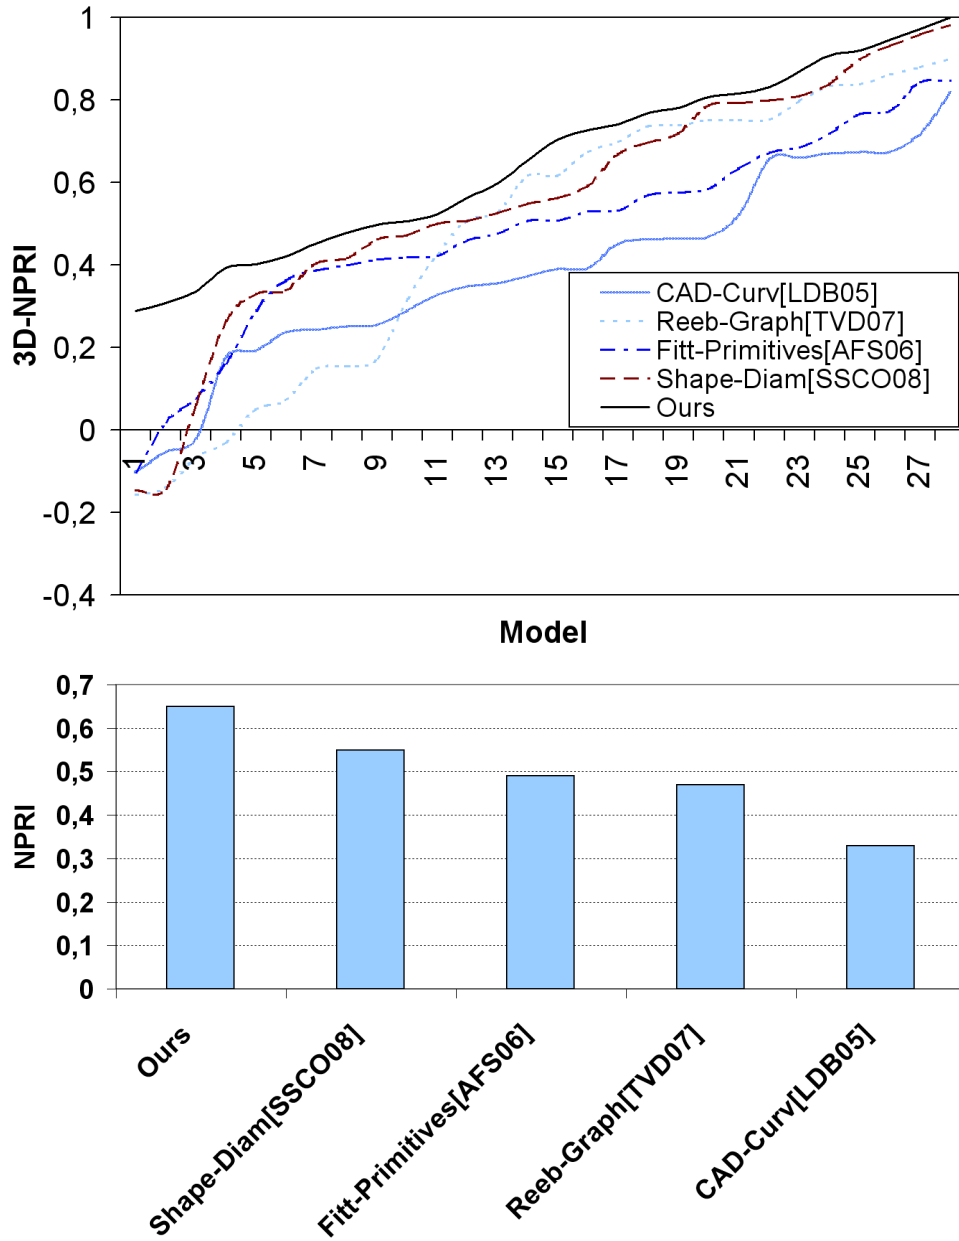 1
0,8
0,6
0,4
0,2
0
-0,2
-0,4
3D-NPRI
CAD-Curv[LDB05]
Reeb-Graph[TVD07]
Fitt-Primitives[AFS06]
Shape-Diam[SSCO08]
Ours
1
3
5
7
9
11
13
15
17
19
21
23
25
27
Model
0,7
0,6
0,5
0,4
0,3
0,2
0,1
0
NPRI
Ours
Shape-Diam[SSCO08]
Fitt-Primitives[AFS06]
Reeb-Graph[TVD07]
CAD-Curv[LDB05]